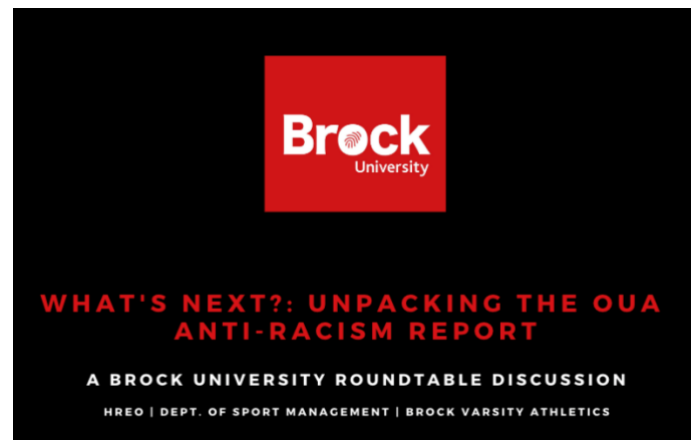 Brock
University
WHAT'S NEXT?: UNPACKING THE OUA
ANTI-RACISM REPORT
A BROCK UNIVERSITY ROUNDTABLE DISCUSSION
HREO | DEPT. OF SPORT MANAGEMENT | BROCK VARSITY ATHLETICS